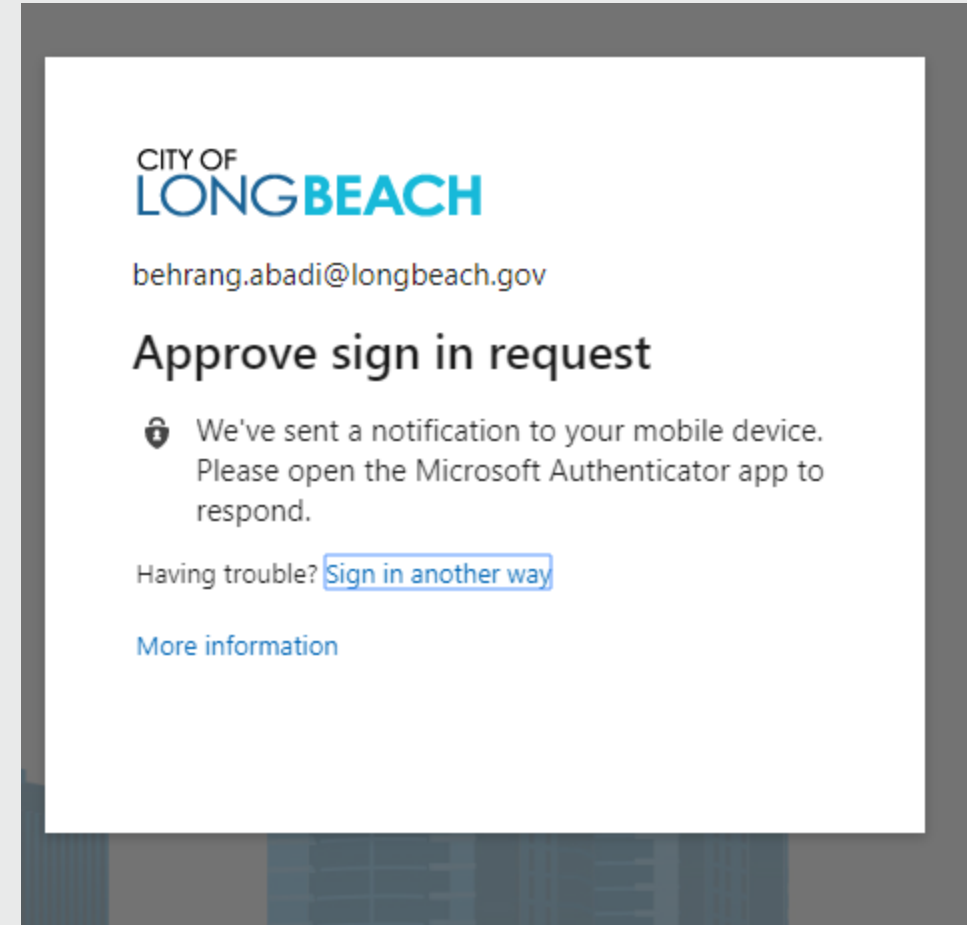 CITY OF
LONGBEACH
behrang.abadi@longbeach.gov
Approve sign in request
We've sent a notification to your mobile device.
Please open the Microsoft Authenticator app to
respond.
Having trouble? Sign in another way
More information